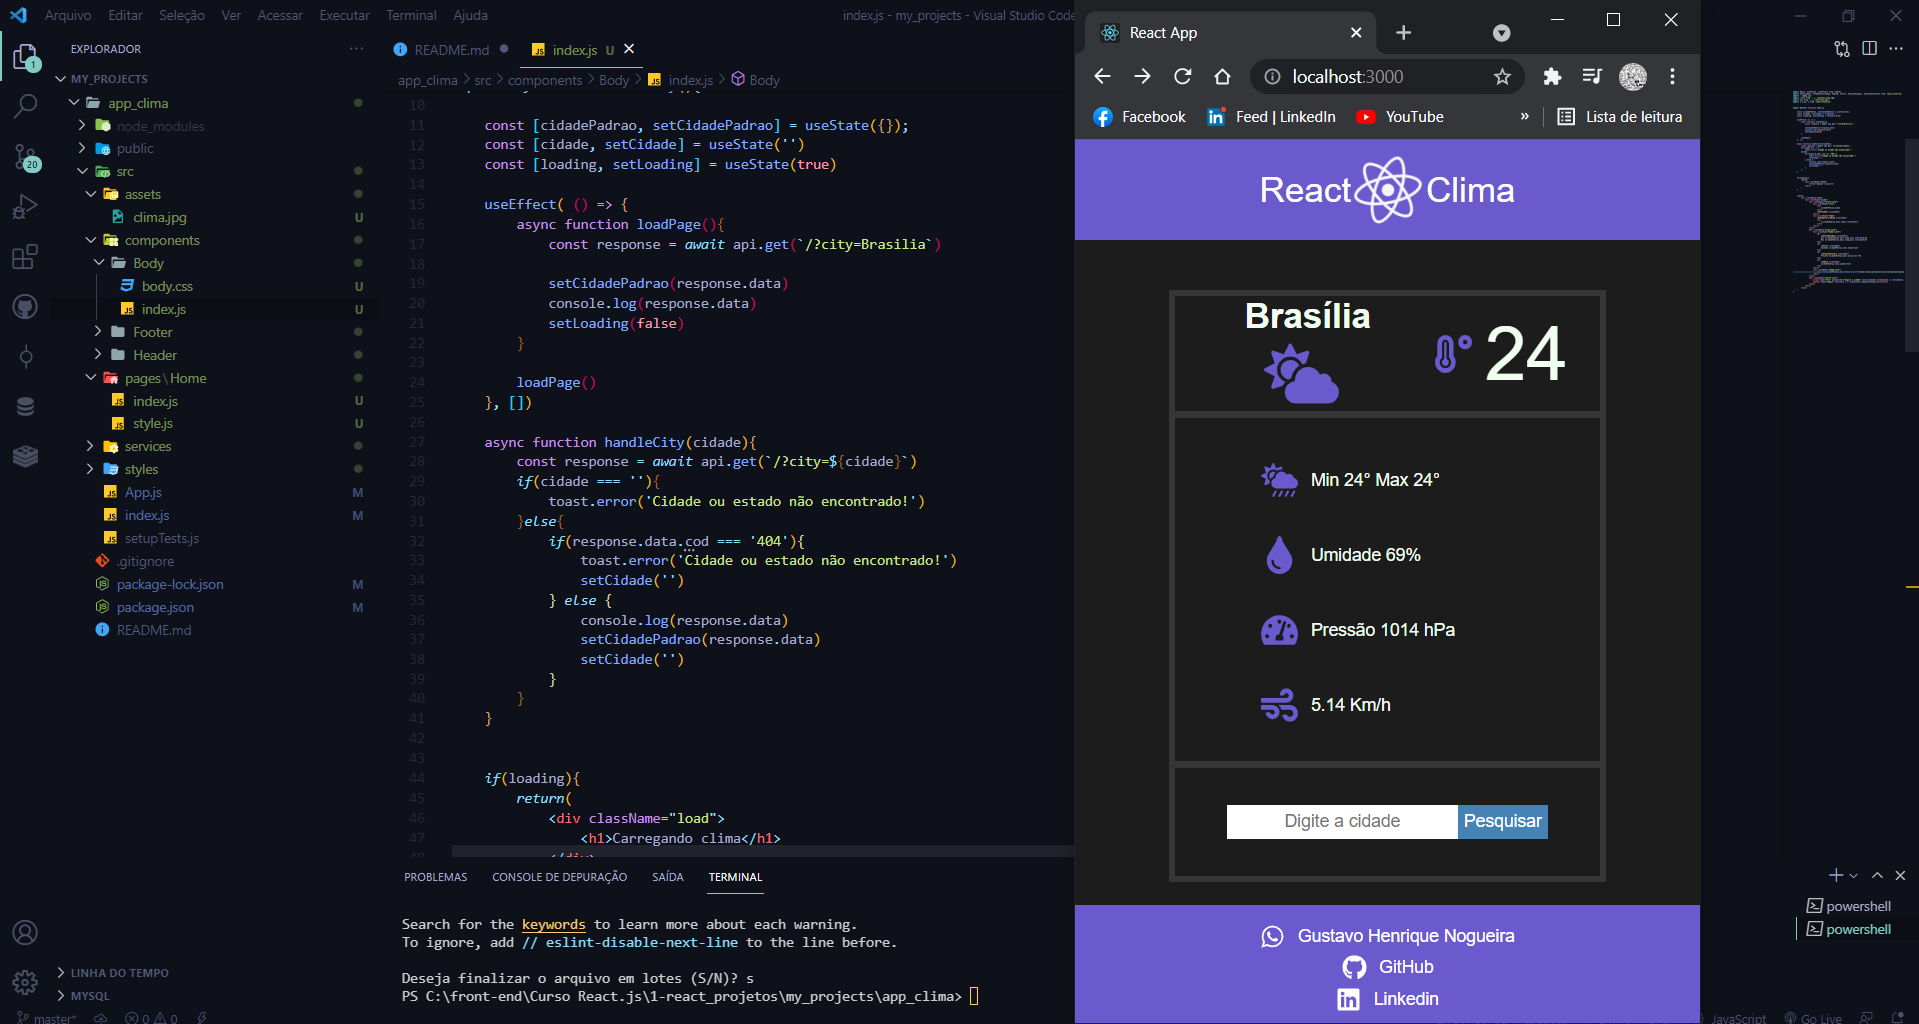 Arquivo Editar Seleção Ver Acessar Executar Terminal Ajuda
index.js - my_projects - Visual Studio Code
EXPLORADOR
MY_PROJECTS
app_clima
node_modules
public
src
assets
clima.jpg U
components
Body
body.css U
index.js U
Footer
Header
pages\Home
index.js U
style.js U
services
styles
App.js M
index.js M
setupTests.js
.gitignore
package-lock.json M
package.json M
README.md
LINHA DO TEMPO
MYSQL
1
20
README.md
index.js U
app_clima > src > components > Body > index.js > Body
10
11 const [cidadePadrao, setCidadePadrao] = useState({});
12 const [cidade, setCidade] = useState('')
13 const [loading, setLoading] = useState(true)
14
15 useEffect( () => {
16 async function loadPage(){
17 const response = await api.get(`/?city=Brasilia`)
18
19 setCidadePadrao(response.data)
20 console.log(response.data)
21 setLoading(false)
22 }
23
24 loadPage()
25 }, [])
26
27 async function handleCity(cidade){
28 const response = await api.get(`/?city=${cidade}`)
29 if(cidade === ''){
30 toast.error('Cidade ou estado não encontrado!')
31 }else{
32 if(response.data.cod === '404'){
33 toast.error('Cidade ou estado não encontrado!')
34 setCidade('')
35 } else {
36 console.log(response.data)
37 setCidadePadrao(response.data)
38 setCidade('')
39 }
40 }
41 }
42
43
44 if(loading){
45 return(
46 <div className="load">
47 <h1>Carregando clima</h1>
48 </div>
PROBLEMAS CONSOLE DE DEPURAÇÃO SAÍDA TERMINAL
Search for the keywords to learn more about each warning.
To ignore, add // eslint-disable-next-line to the line before.
Deseja finalizar o arquivo em lotes (S/N)? s
PS C:\front-end\Curso React.js\1-react_projetos\my_projects\app_clima>
master* 0 0
React App
localhost:3000
Facebook Feed | LinkedIn YouTube » Lista de leitura
React Clima
Brasília
24
Min 24° Max 24°
Umidade 69%
Pressão 1014 hPa
5.14 Km/h
Digite a cidade Pesquisar
Gustavo Henrique Nogueira
GitHub
Linkedin
powershell
powershell
JavaScript Go Live